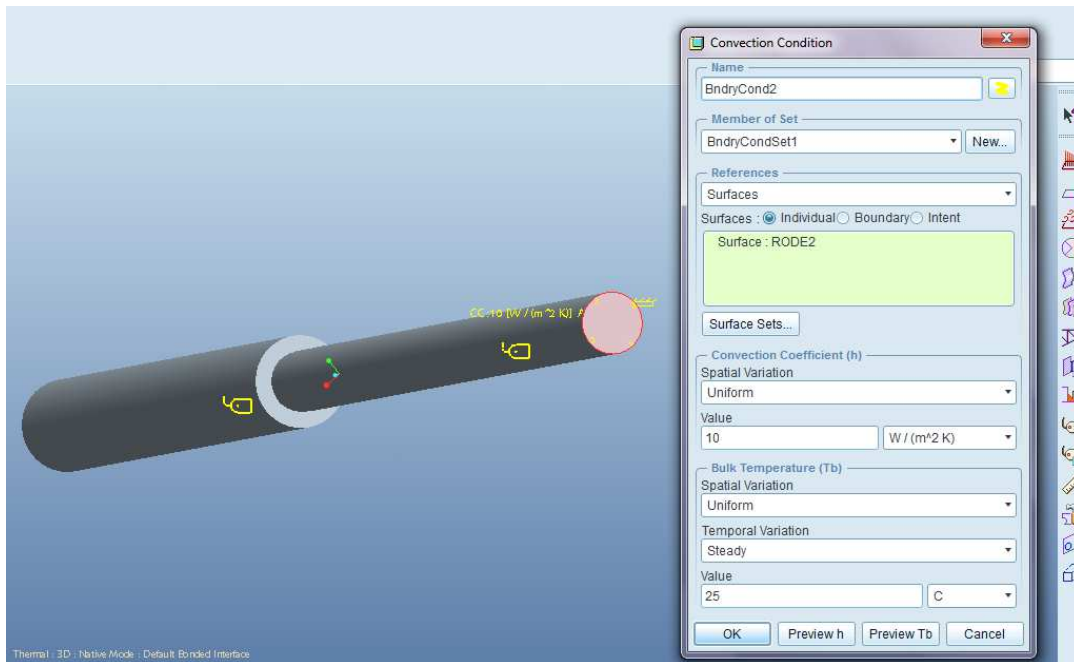 Convection Condition
Name
BndryCond2
Member of Set
BndryCondSet1
New...
References
Surfaces
Surfaces : Individual Boundary Intent
Surface : RODE2
Surface Sets...
Convection Coefficient (h)
Spatial Variation
Uniform
Value
10 W / (m^2 K)
Bulk Temperature (Tb)
Spatial Variation
Uniform
Temporal Variation
Steady
Value
25 C
OK Preview h Preview Tb Cancel
CC:10 [W / (m^2 K)]
Thermal : 3D : Native Mode : Default Bonded Interface